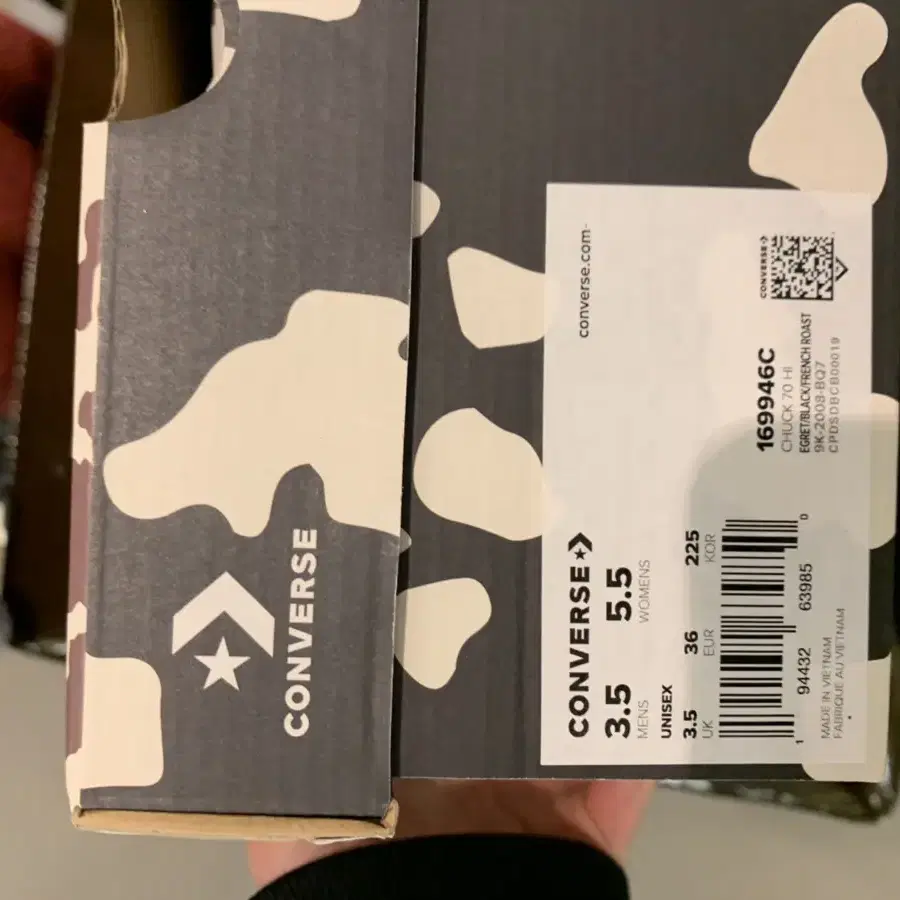 CONVERSE
CONVERSE
converse.com
3.5 5.5
MENS WOMENS
UNISEX
3.5 36 225
UK EUR KOR
1 94432 63985 0
MADE IN VIETNAM
FABRIQUE AU VIETNAM
CONVERSE
169946C
CHUCK 70 HI
EGRET/BLACK/FRENCH ROAST
9K-2008-BQ7
CPDSDBCB00019